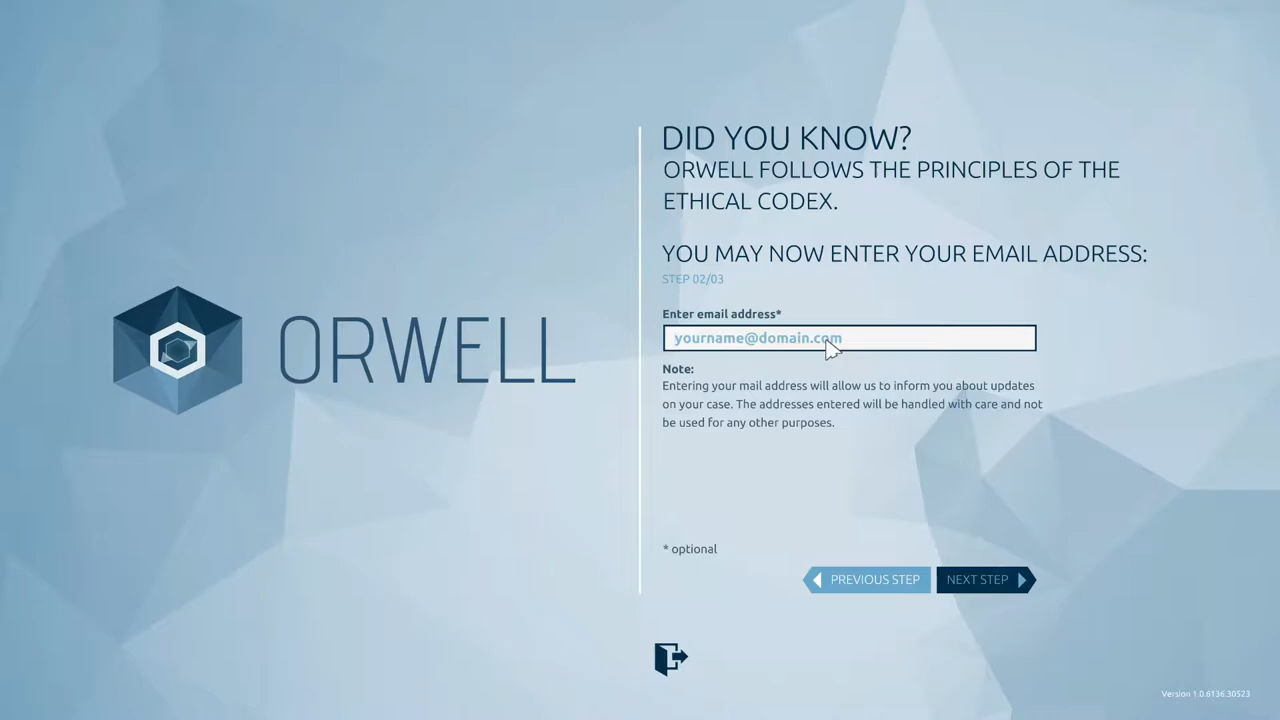 ORWELL
DID YOU KNOW?
ORWELL FOLLOWS THE PRINCIPLES OF THE
ETHICAL CODEX.
YOU MAY NOW ENTER YOUR EMAIL ADDRESS:
STEP 02/03
Enter email address*
yourname@domain.com
Note:
Entering your mail address will allow us to inform you about updates
on your case. The addresses entered will be handled with care and not
be used for any other purposes.
* optional
PREVIOUS STEP
NEXT STEP
Version 1.0.6136.30523